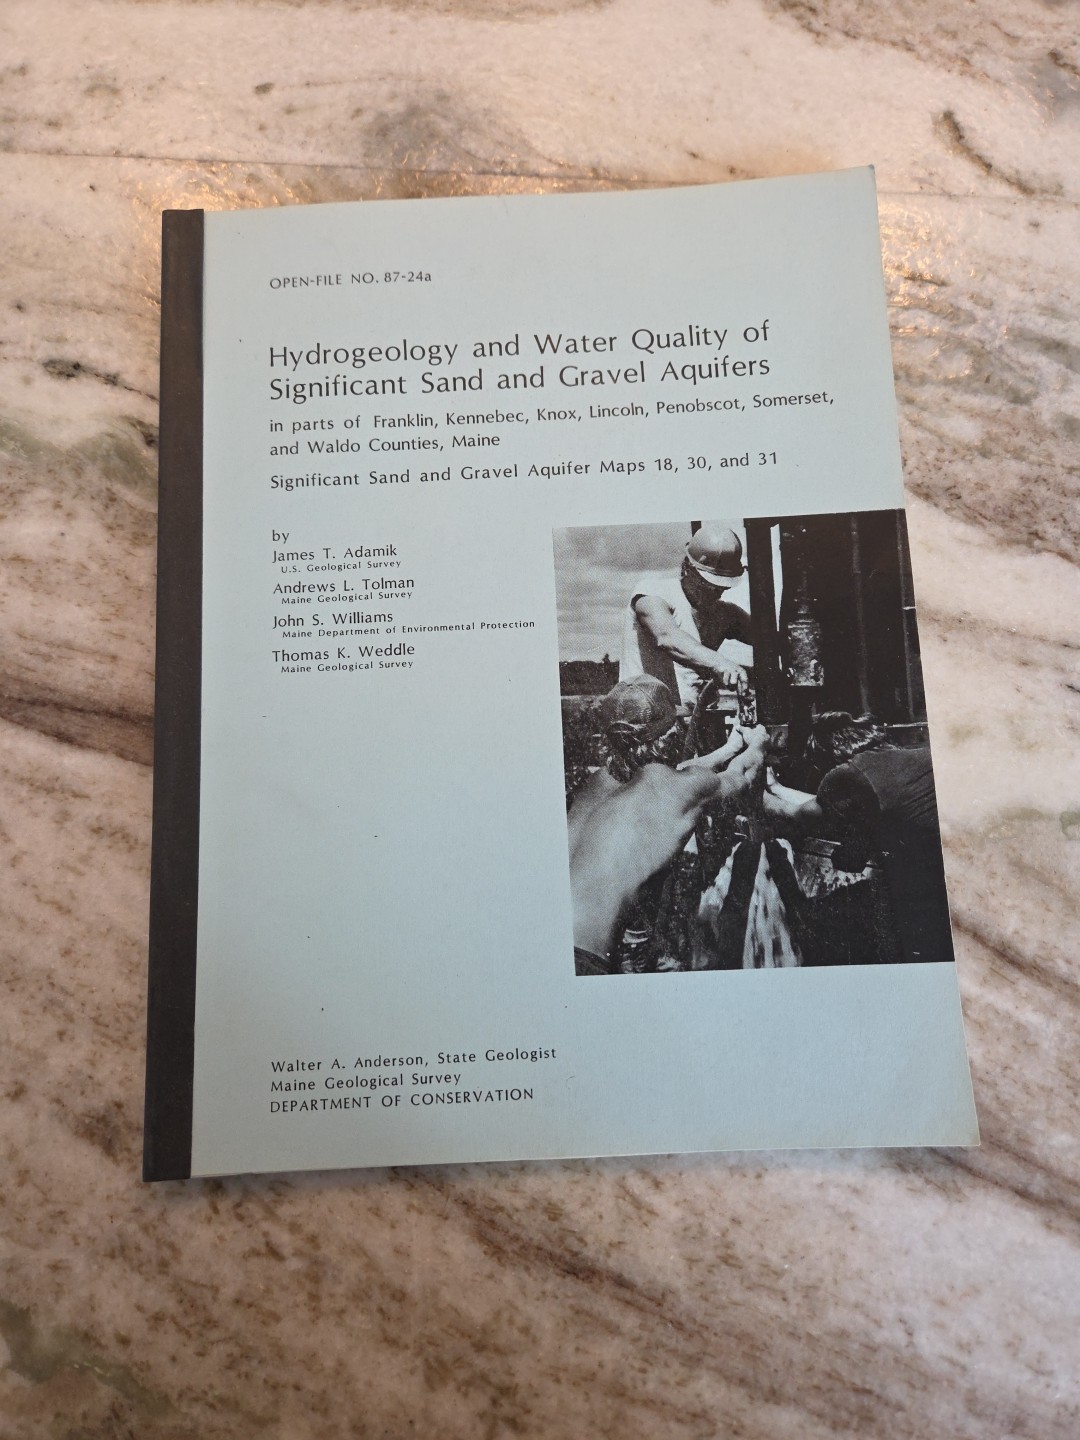 OPEN-FILE NO. 87-24a
Hydrogeology and Water Quality of
Significant Sand and Gravel Aquifers
in parts of Franklin, Kennebec, Knox, Lincoln, Penobscot, Somerset,
and Waldo Counties, Maine
Significant Sand and Gravel Aquifer Maps 18, 30, and 31
by
James T. Adamik
U.S. Geological Survey
Andrews L. Tolman
Maine Geological Survey
John S. Williams
Maine Department of Environmental Protection
Thomas K. Weddle
Maine Geological Survey
Walter A. Anderson, State Geologist
Maine Geological Survey
DEPARTMENT OF CONSERVATION